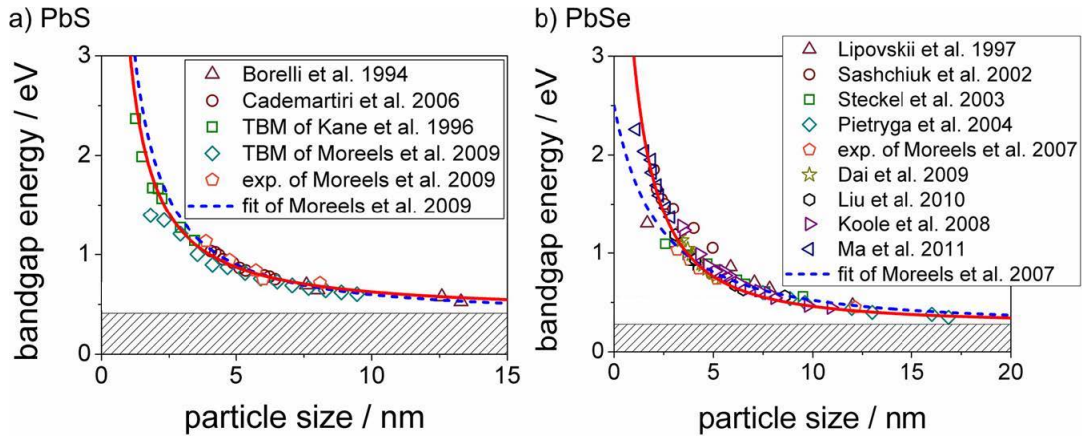 a) PbS
bandgap energy / eV
3
2
1
0
0
5
10
15
particle size / nm
Borelli et al. 1994
Cademartiri et al. 2006
TBM of Kane et al. 1996
TBM of Moreels et al. 2009
exp. of Moreels et al. 2009
fit of Moreels et al. 2009
b) PbSe
bandgap energy / eV
3
2
1
0
0
5
10
15
20
particle size / nm
Lipovskii et al. 1997
Sashchiuk et al. 2002
Steckel et al. 2003
Pietryga et al. 2004
exp. of Moreels et al. 2007
Dai et al. 2009
Liu et al. 2010
Koole et al. 2008
Ma et al. 2011
fit of Moreels et al. 2007